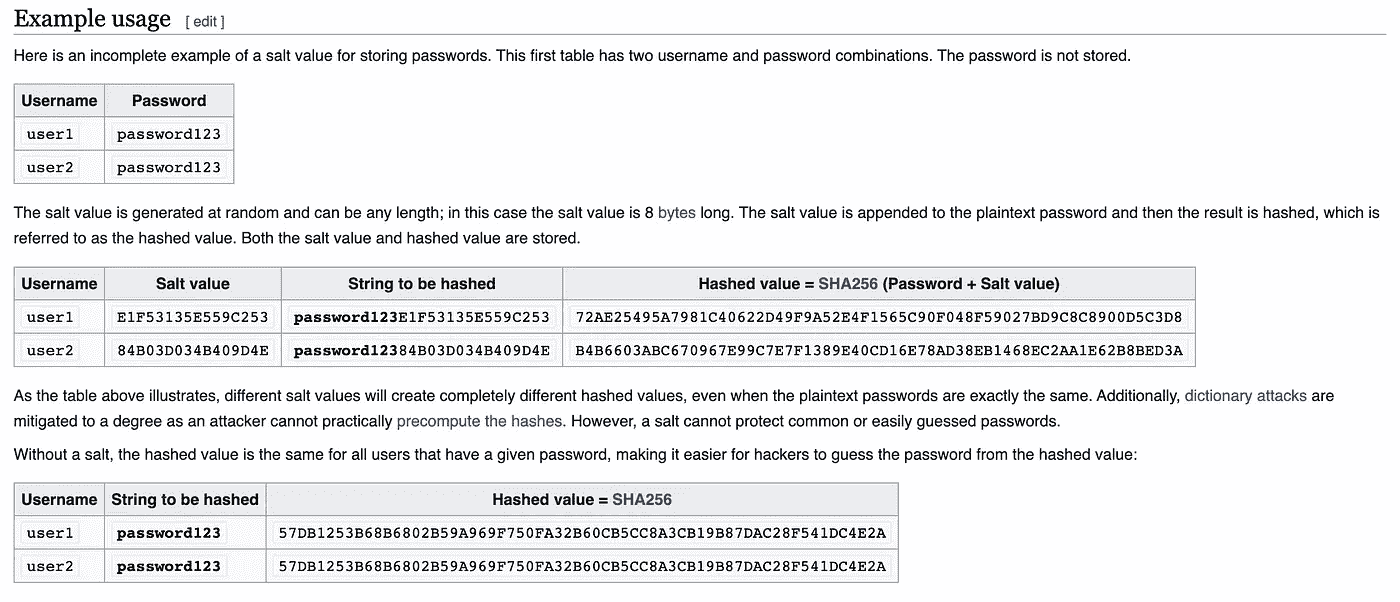 Example usage [ edit ]
Here is an incomplete example of a salt value for storing passwords. This first table has two username and password combinations. The password is not stored.
Username Password
user1 password123
user2 password123
The salt value is generated at random and can be any length; in this case the salt value is 8 bytes long. The salt value is appended to the plaintext password and then the result is hashed, which is
referred to as the hashed value. Both the salt value and hashed value are stored.
Username Salt value String to be hashed Hashed value = SHA256 (Password + Salt value)
user1 E1F53135E559C253 password123E1F53135E559C253 72AE25495A7981C40622D49F9A52E4F1565C90F048F59027BD9C8C8900D5C3D8
user2 84B03D034B409D4E password12384B03D034B409D4E B4B6603ABC670967E99C7E7F1389E40CD16E78AD38EB1468EC2AA1E62B8BED3A
As the table above illustrates, different salt values will create completely different hashed values, even when the plaintext passwords are exactly the same. Additionally, dictionary attacks are
mitigated to a degree as an attacker cannot practically precompute the hashes. However, a salt cannot protect common or easily guessed passwords.
Without a salt, the hashed value is the same for all users that have a given password, making it easier for hackers to guess the password from the hashed value:
Username String to be hashed Hashed value = SHA256
user1 password123 57DB1253B68B6802B59A969F750FA32B60CB5CC8A3CB19B87DAC28F541DC4E2A
user2 password123 57DB1253B68B6802B59A969F750FA32B60CB5CC8A3CB19B87DAC28F541DC4E2A